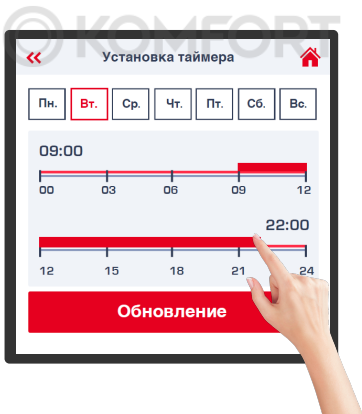 KOMFORT
Установка таймера
Пн. Вт. Ср. Чт. Пт. Сб. Вс.
09:00
00 03 06 09 12
22:00
12 15 18 21 24
Обновление